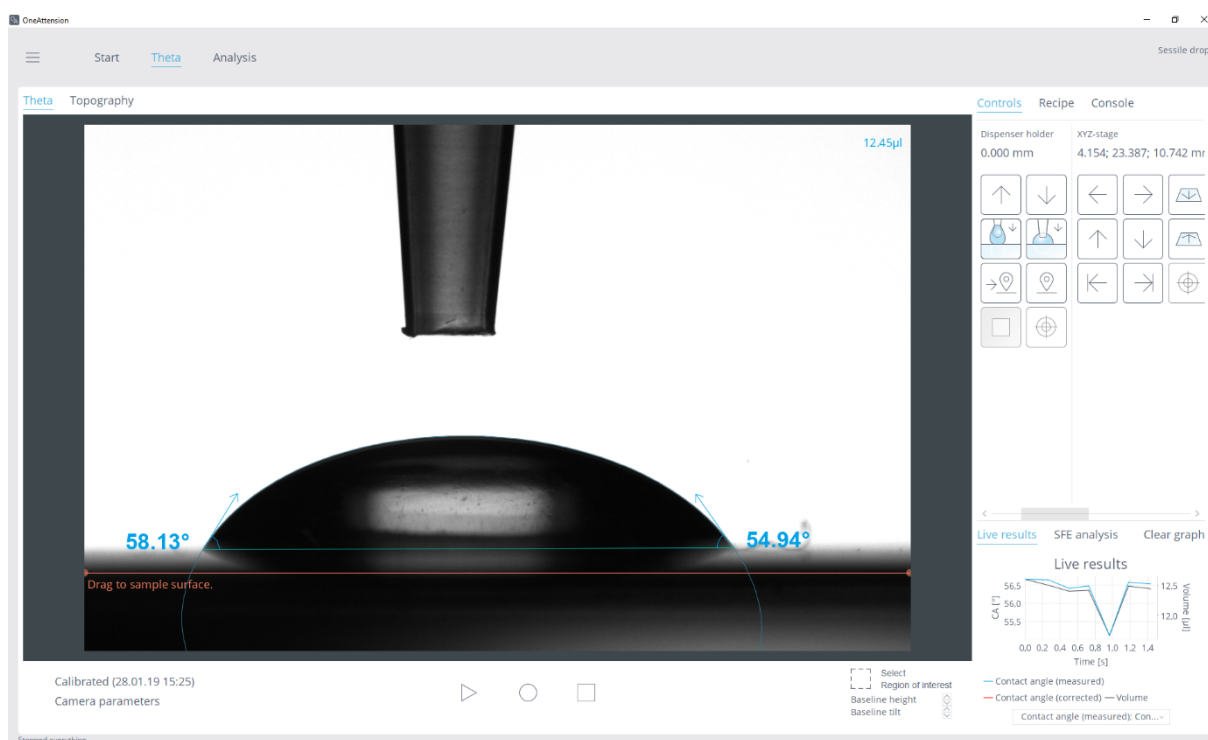 OneAttension
Start Theta Analysis
Sessile drop
Theta Topography
Controls Recipe Console
12.45µl
Dispenser holder XYZ-stage
0.000 mm 4.154; 23.387; 10.742 mm
58.13° 54.94°
Drag to sample surface.
Live results SFE analysis Clear graph
Live results
CA [°]
56.5
56.0
55.5
12.5
12.0
Volume [µl]
0,0 0.2 0.4 0.6 0.8 1.0 1.2 1.4
Time [s]
Calibrated (28.01.19 15:25)
Camera parameters
Select
Region of interest
Baseline height
Baseline tilt
Contact angle (measured)
Contact angle (corrected) Volume
Contact angle (measured); Con...